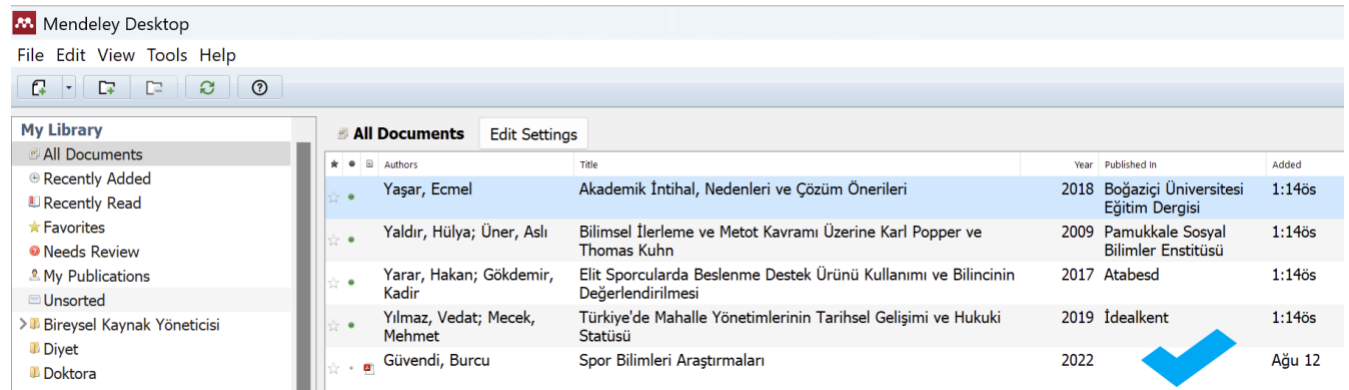 Mendeley Desktop
File Edit View Tools Help
My Library
All Documents
Recently Added
Recently Read
Favorites
Needs Review
My Publications
Unsorted
Bireysel Kaynak Yöneticisi
Diyet
Doktora
All Documents Edit Settings
Authors Title Year Published In Added
Yaşar, Ecmel Akademik İntihal, Nedenleri ve Çözüm Önerileri 2018 Boğaziçi Üniversitesi 1:14ös
Eğitim Dergisi
Yaldır, Hülya; Üner, Aslı Bilimsel İlerleme ve Metot Kavramı Üzerine Karl Popper ve 2009 Pamukkale Sosyal 1:14ös
Thomas Kuhn Bilimler Enstitüsü
Yarar, Hakan; Gökdemir, Elit Sporcularda Beslenme Destek Ürünü Kullanımı ve Bilincinin 2017 Atabesd 1:14ös
Kadir Değerlendirilmesi
Yılmaz, Vedat; Mecek, Türkiye'de Mahalle Yönetimlerinin Tarihsel Gelişimi ve Hukuki 2019 İdealkent 1:14ös
Mehmet Statüsü
Güvendi, Burcu Spor Bilimleri Araştırmaları 2022 Ağu 12